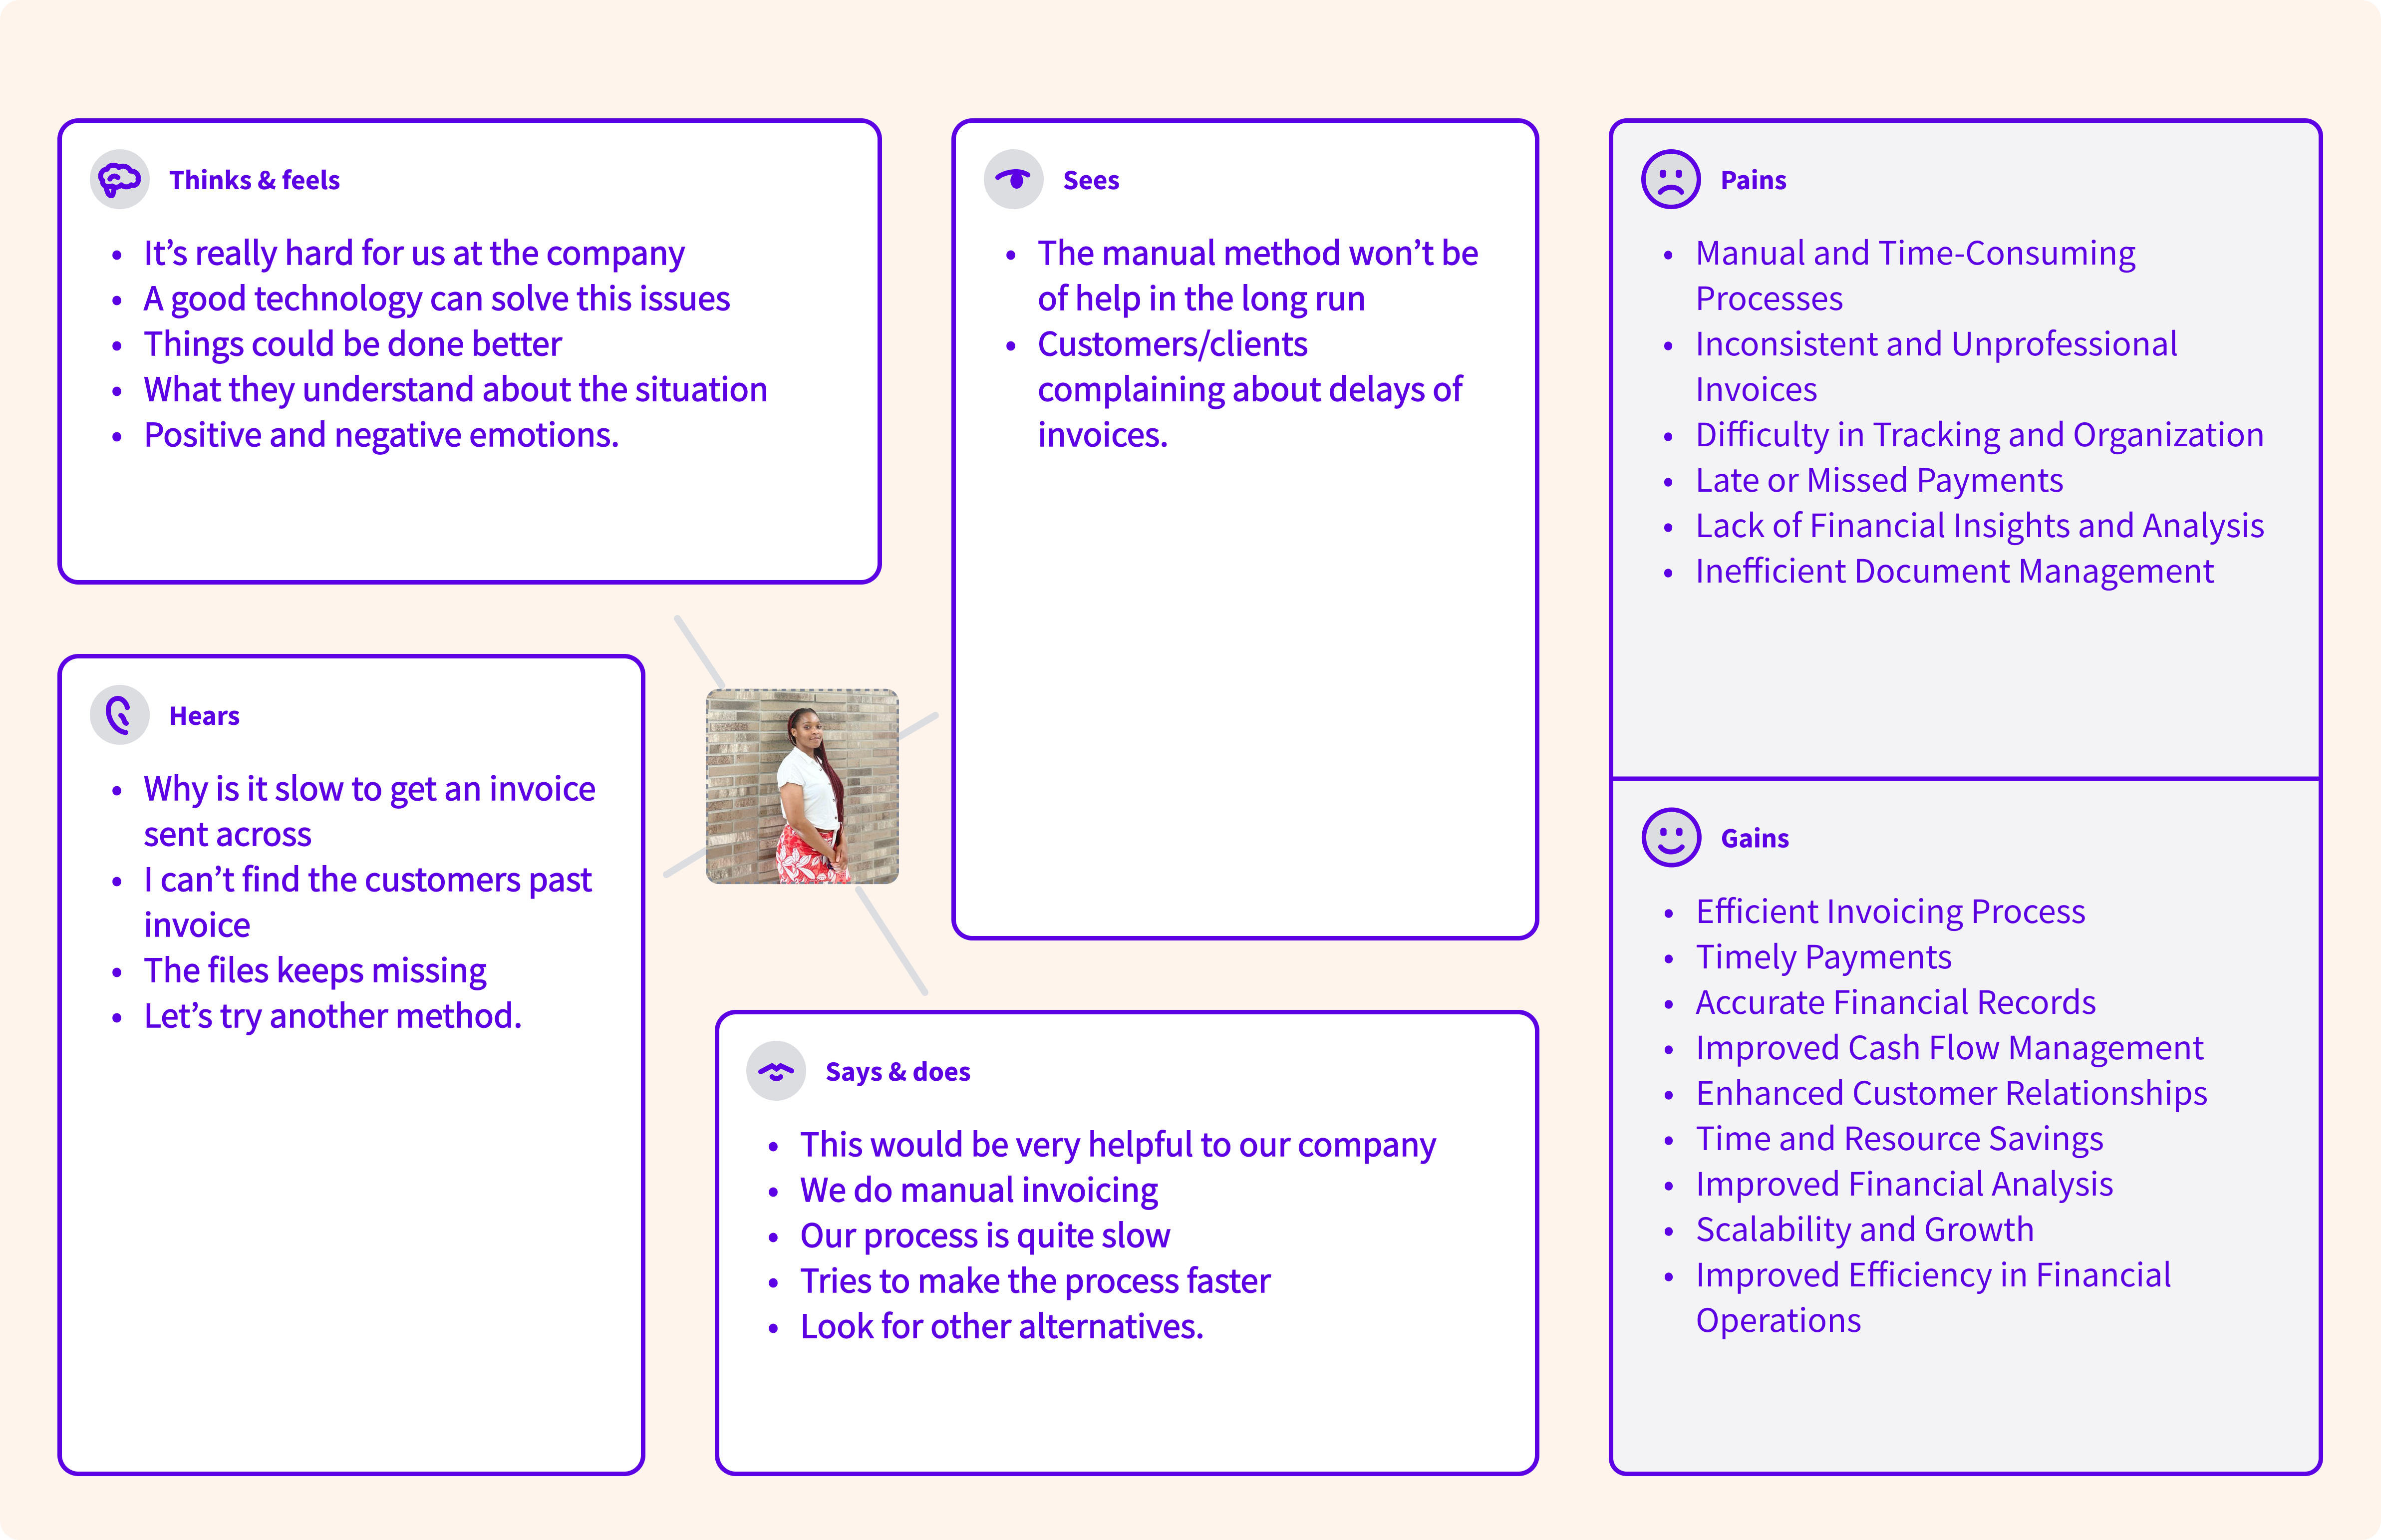 Thinks & feels
• It’s really hard for us at the company
• A good technology can solve this issues
• Things could be done better
• What they understand about the situation
• Positive and negative emotions.
Sees
• The manual method won’t be
of help in the long run
• Customers/clients
complaining about delays of
invoices.
Hears
• Why is it slow to get an invoice
sent across
• I can’t find the customers past
invoice
• The files keeps missing
• Let’s try another method.
Says & does
• This would be very helpful to our company
• We do manual invoicing
• Our process is quite slow
• Tries to make the process faster
• Look for other alternatives.
Pains
• Manual and Time-Consuming
Processes
• Inconsistent and Unprofessional
Invoices
• Difficulty in Tracking and Organization
• Late or Missed Payments
• Lack of Financial Insights and Analysis
• Inefficient Document Management
Gains
• Efficient Invoicing Process
• Timely Payments
• Accurate Financial Records
• Improved Cash Flow Management
• Enhanced Customer Relationships
• Time and Resource Savings
• Improved Financial Analysis
• Scalability and Growth
• Improved Efficiency in Financial
Operations